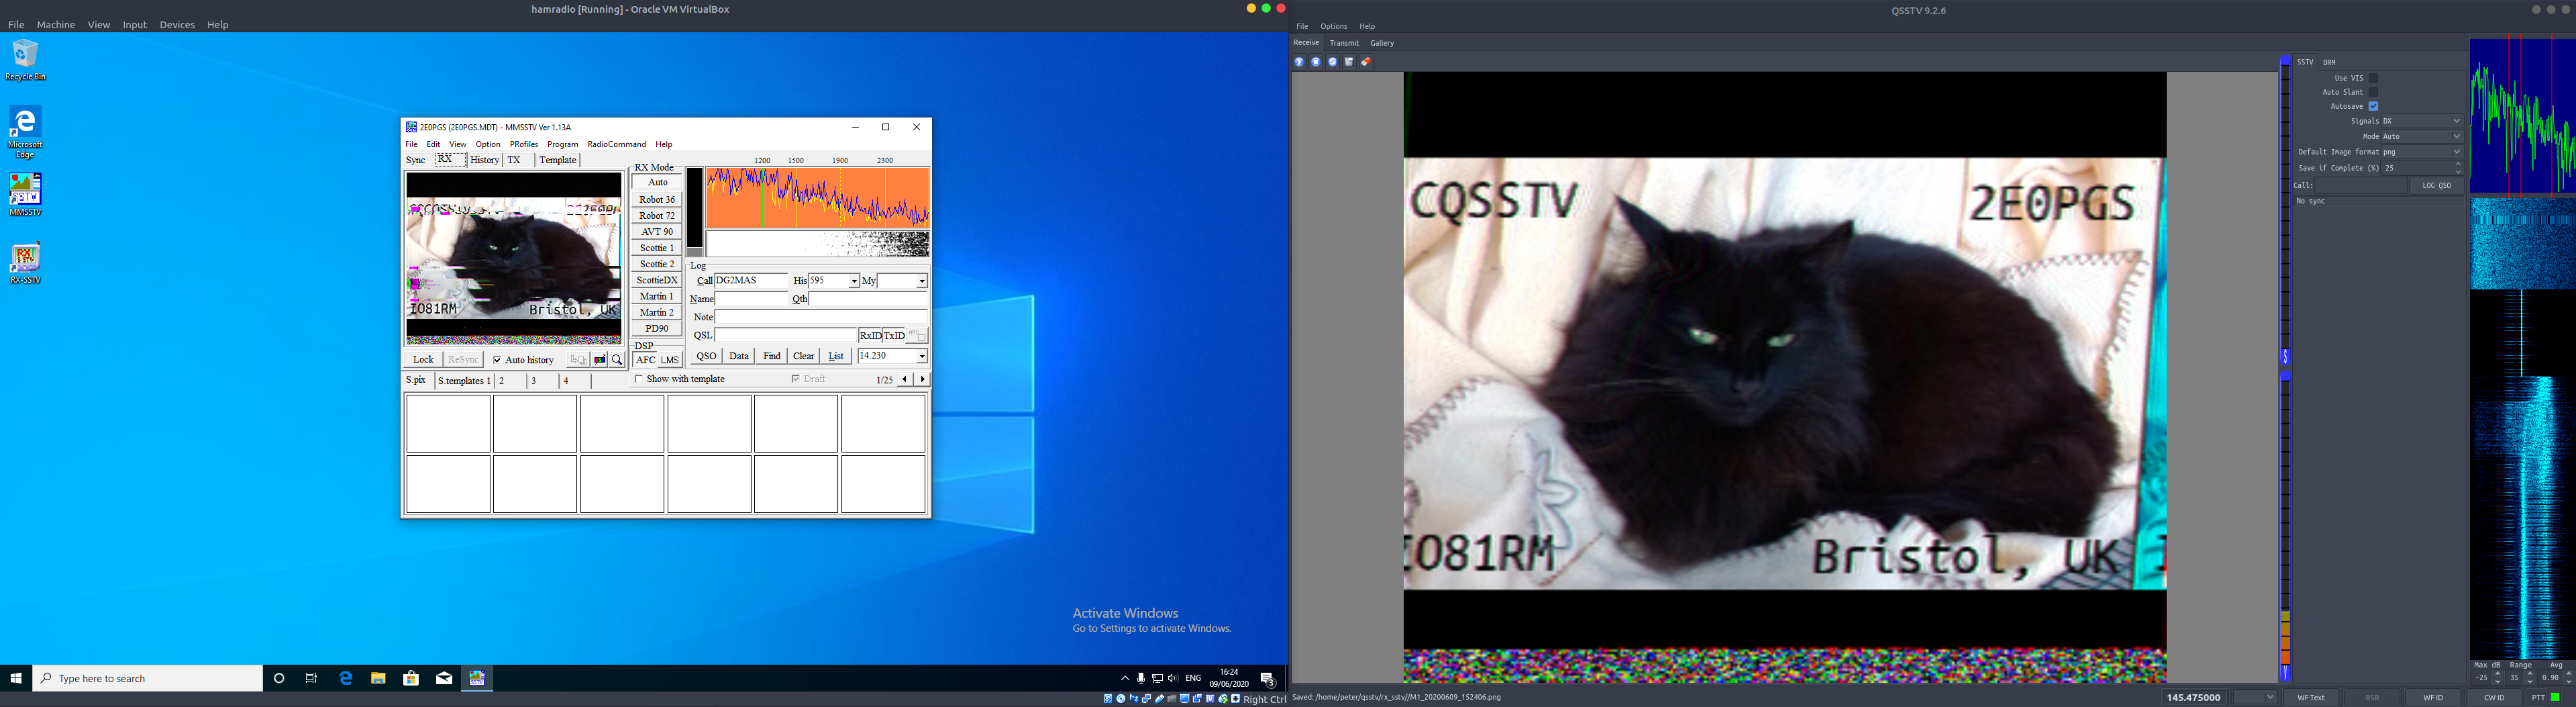 hamradio [Running] - Oracle VM VirtualBox
File Machine View Input Devices Help
Recycle Bin
Microsoft
Edge
MMSSTV
RX-SSTV
2E0PGS (2E0PGS.MDT) - MMSSTV Ver 1.13A
File Edit View Option PRofiles Program RadioCommand Help
Sync RX History TX Template
IO81RM Bristol, UK
Lock ReSync Auto history
RX Mode
Auto
Robot 36
Robot 72
AVT 90
Scottie 1
Scottie 2
ScottieDX
Martin 1
Martin 2
PD90
DSP
AFC LMS
1200 1500 1900 2300
Log
Call DG2MAS His 595 My
Name Qth
Note
QSL RxID TxID
QSO Data Find Clear List 14.230
Show with template Draft 1/25
S.pix S.templates 1 2 3 4
Activate Windows
Go to Settings to activate Windows.
Type here to search
ENG
16:24
09/06/2020
3
Right Ctrl
QSSTV 9.2.6
File Options Help
Receive Transmit Gallery
CQSSTV 2E0PGS
IO81RM Bristol, UK
S
V
SSTV DRM
Use VIS
Auto Slant
Autosave
Signals DX
Mode Auto
Default Image format png
Save if Complete (%) 25
Call: LOG QSO
No sync
Max dB Range Avg
-25 35 0.90
Saved: /home/peter/qsstv/rx_sstv//M1_20200609_152406.png
145.475000 WF Text BSR WF ID CW ID PTT